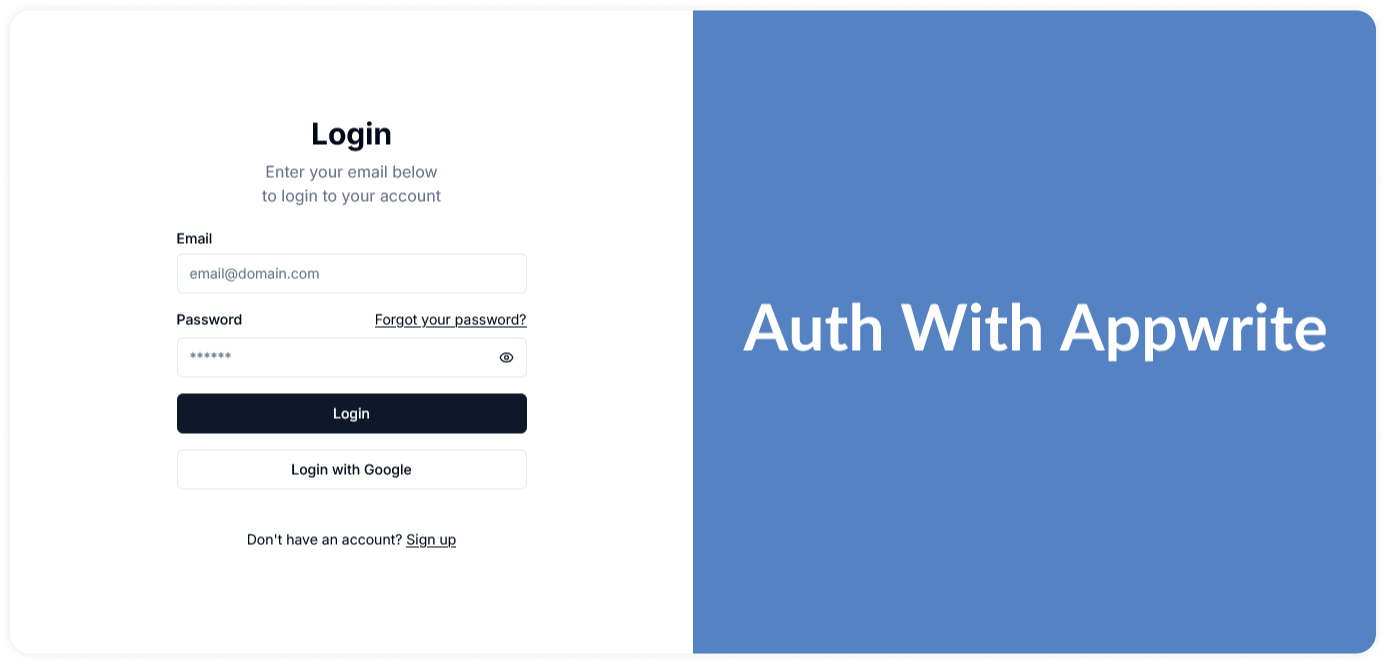 Login
Enter your email below
to login to your account
Email
email@domain.com
Password Forgot your password?
******
Login
Login with Google
Don't have an account? Sign up
Auth With Appwrite